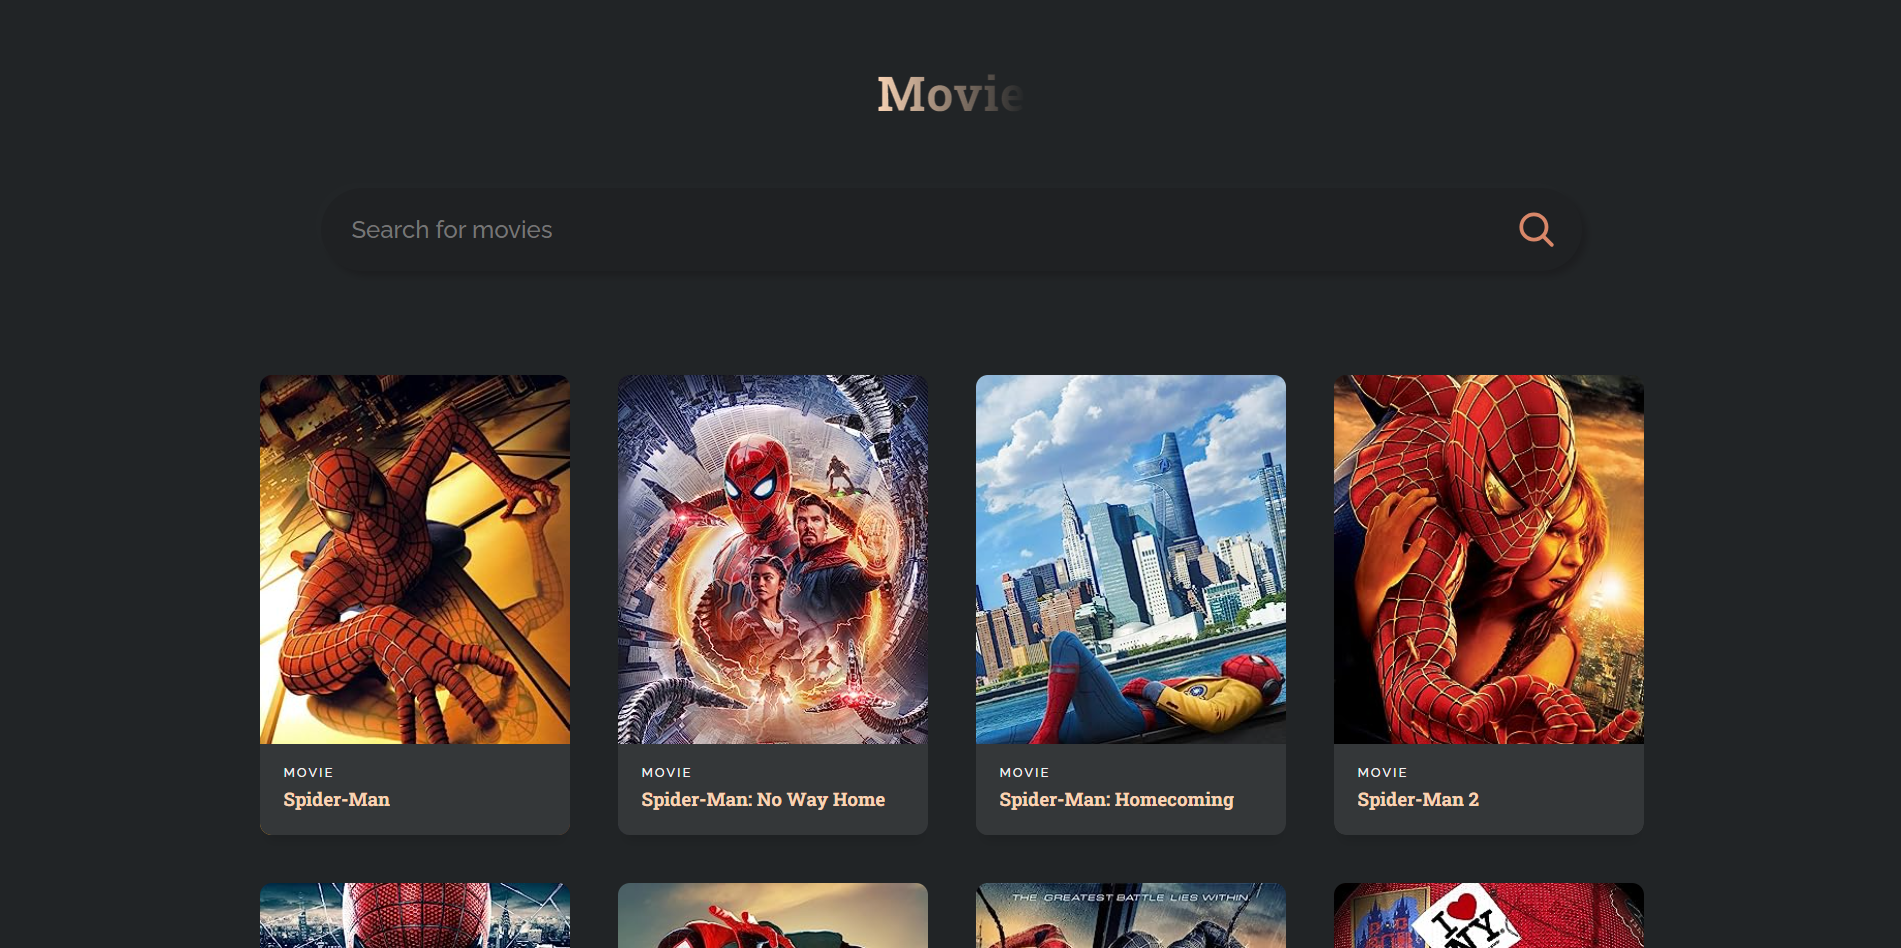 Movie
Search for movies
MOVIE
Spider-Man
MOVIE
Spider-Man: No Way Home
MOVIE
Spider-Man: Homecoming
MOVIE
Spider-Man 2
THE GREATEST BATTLE LIES WITHIN.
I
NY